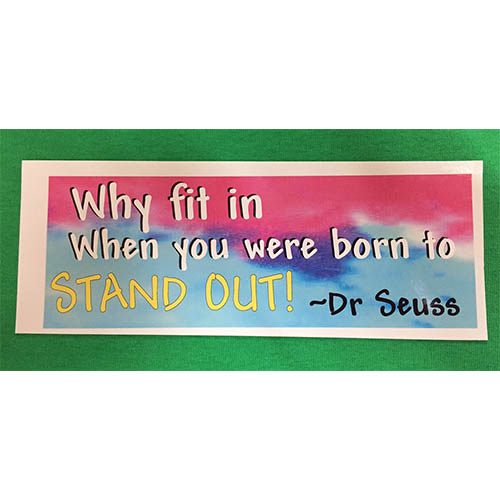 Why fit in
When you were born to
STAND OUT!
~Dr Seuss